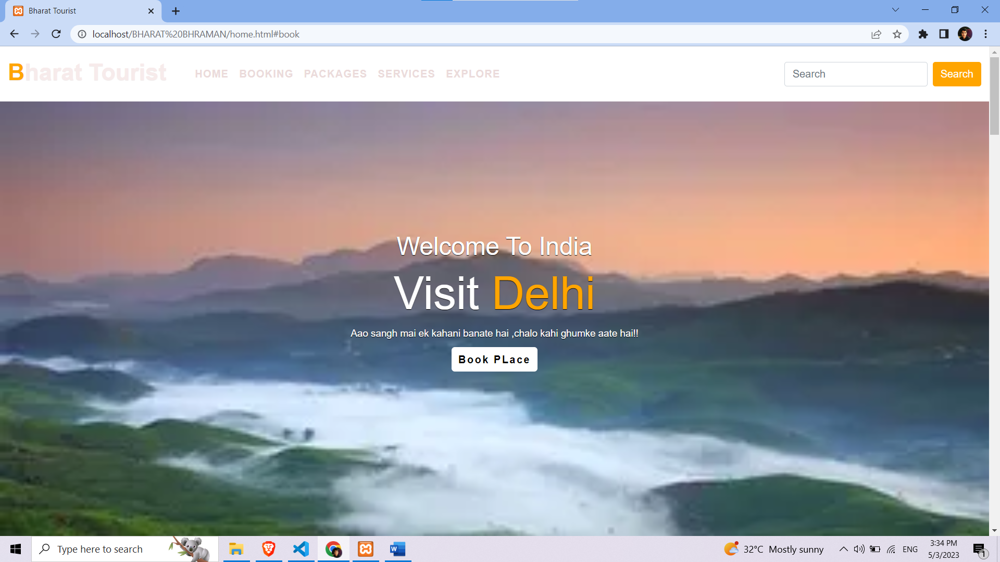 Bharat Tourist
localhost/BHARAT%20BHRAMAN/home.html#book
Bharat Tourist HOME BOOKING PACKAGES SERVICES EXPLORE Search Search
Welcome To India
Visit Delhi
Aao sangh mai ek kahani banate hai ,chalo kahi ghumke aate hai!!
Book PLace
Type here to search
32°C Mostly sunny
ENG
3:34 PM
5/3/2023
1